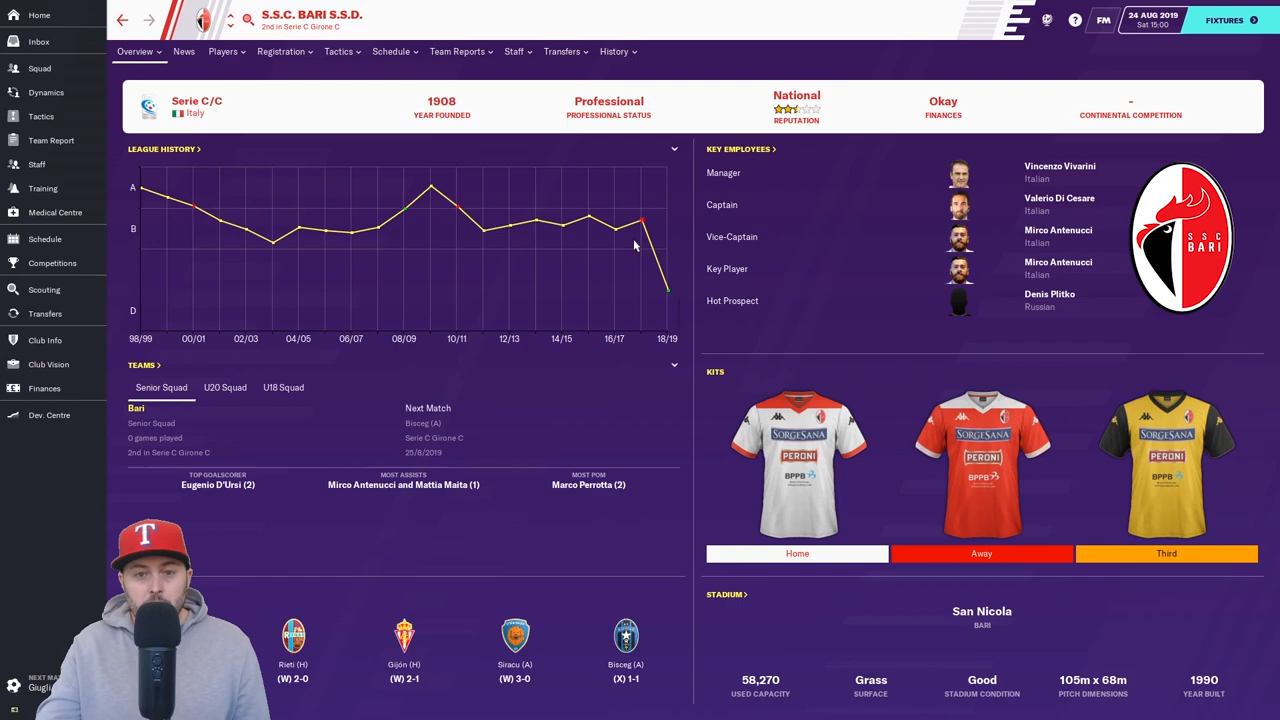 S.S.C. BARI S.S.D.
2nd in Serie C Girone C
FM
24 AUG 2019
Sat 15:00
FIXTURES
Home
Inbox
Squad
Dynamics
Tactics
Team Report
Staff
Training
Medical Centre
Schedule
Competitions
Scouting
Transfers
Club Info
Club Vision
Finances
Dev. Centre
NEXT MA
Giugli
Overview
News
Players
Registration
Tactics
Schedule
Team Reports
Staff
Transfers
History
Serie C/C
Italy
1908
YEAR FOUNDED
Professional
PROFESSIONAL STATUS
National
REPUTATION
Okay
FINANCES
-
CONTINENTAL COMPETITION
LEAGUE HISTORY >
A
B
D
98/99 00/01 02/03 04/05 06/07 08/09 10/11 12/13 14/15 16/17 18/19
TEAMS >
Senior Squad U20 Squad U18 Squad
Bari
Senior Squad
0 games played
2nd in Serie C Girone C
Next Match
Bisceg (A)
Serie C Girone C
25/8/2019
TOP GOALSCORER
Eugenio D'Ursi (2)
MOST ASSISTS
Mirco Antenucci and Mattia Maita (1)
MOST POM
Marco Perrotta (2)
T
Rieti (H)
(W) 2-0
Gijón (H)
(W) 2-1
Siracu (A)
(W) 3-0
Bisceg (A)
(X) 1-1
KEY EMPLOYEES >
Manager
Vincenzo Vivarini
Italian
Captain
Valerio Di Cesare
Italian
Vice-Captain
Mirco Antenucci
Italian
Key Player
Mirco Antenucci
Italian
Hot Prospect
Denis Plitko
Russian
SSC
BARI
KITS
SORGESANA
PERONI
BPPB
SORGESANA
PERONI
BPPB
SORGESANA
PERONI
BPPB
Home
Away
Third
STADIUM >
San Nicola
BARI
58,270
USED CAPACITY
Grass
SURFACE
Good
STADIUM CONDITION
105m x 68m
PITCH DIMENSIONS
1990
YEAR BUILT